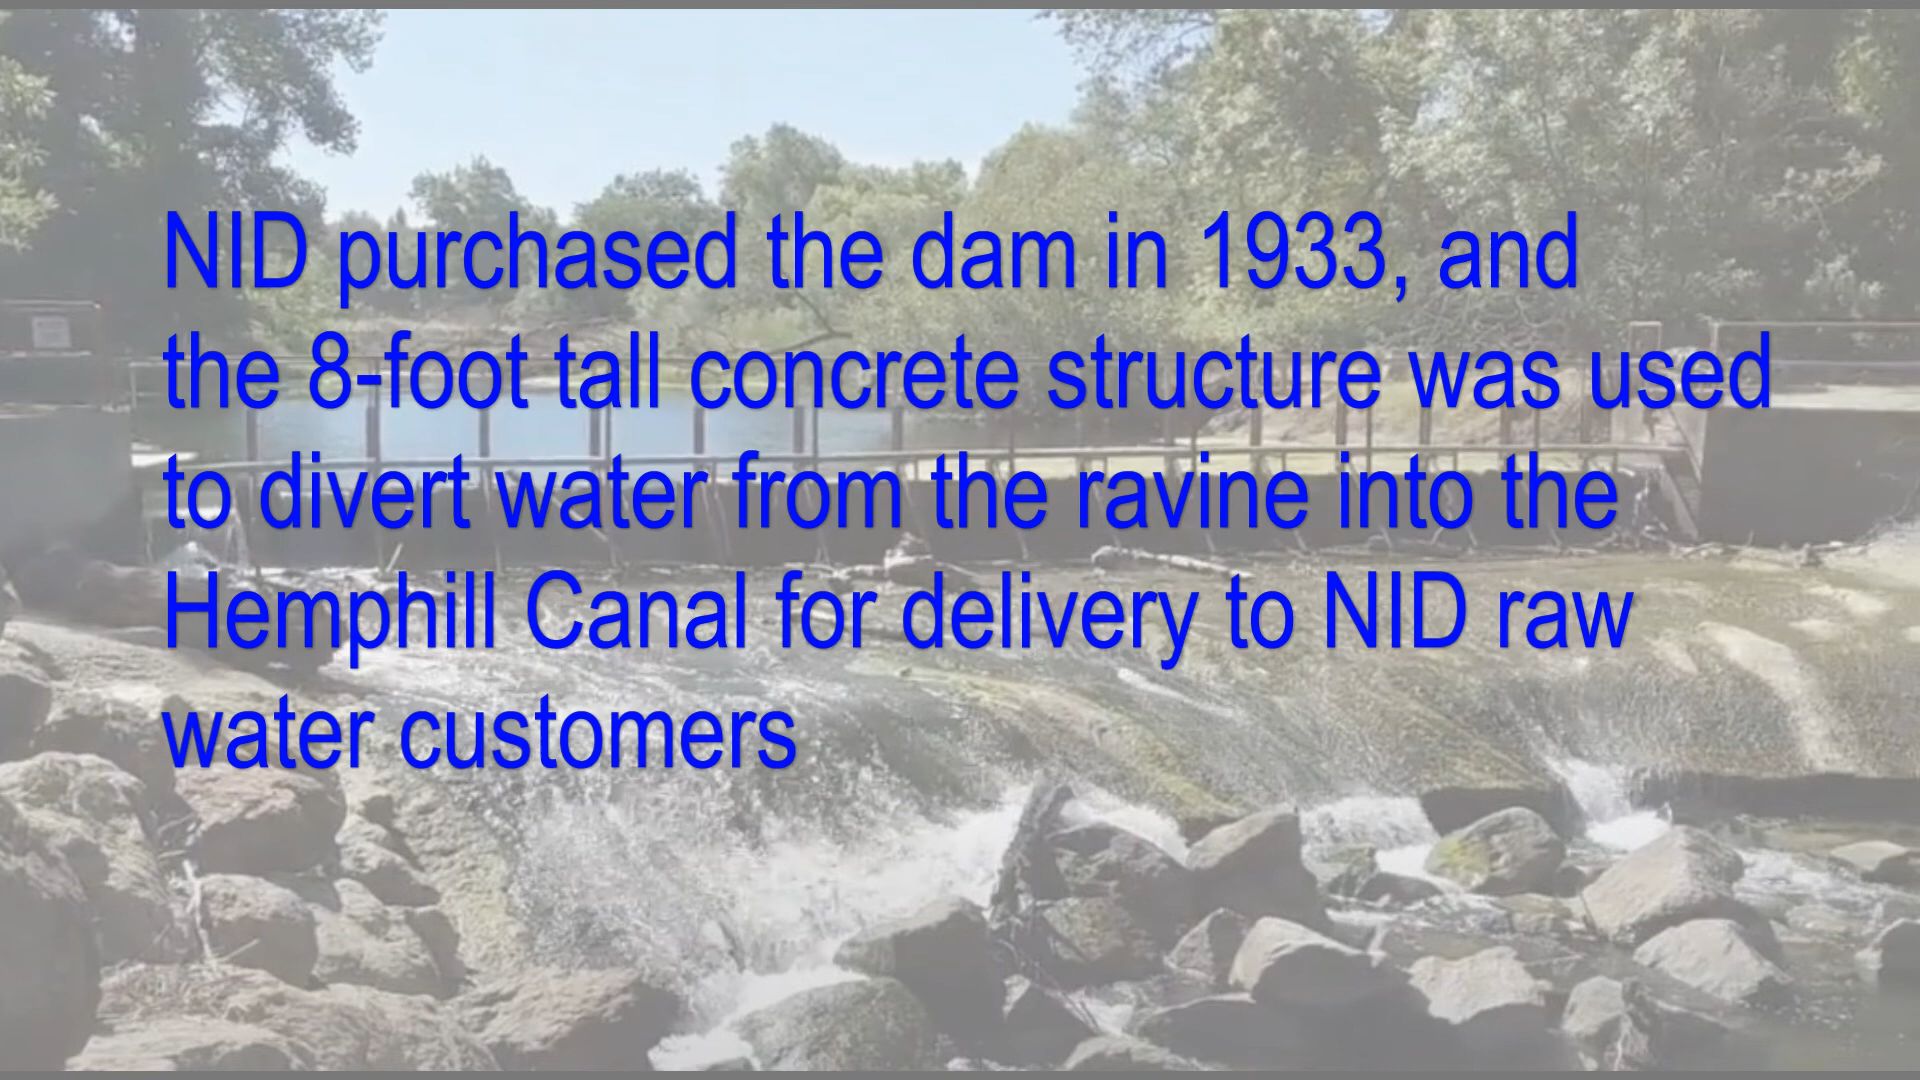 NID purchased the dam in 1933, and
the 8-foot tall concrete structure was used
to divert water from the ravine into the
Hemphill Canal for delivery to NID raw
water customers